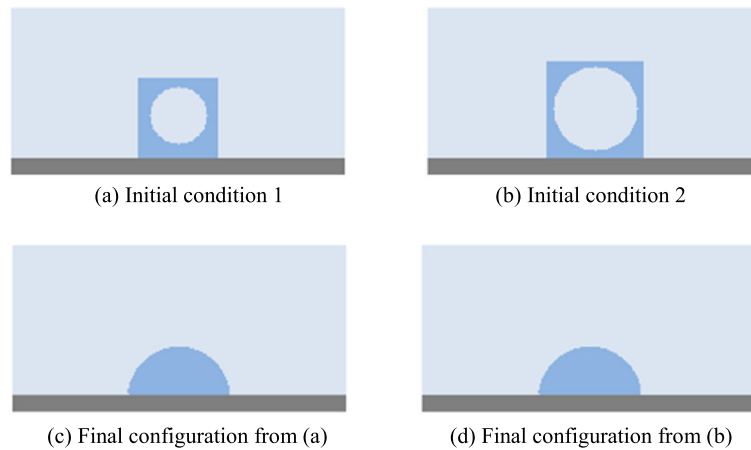 (a) Initial condition 1
(b) Initial condition 2
(c) Final configuration from (a)
(d) Final configuration from (b)